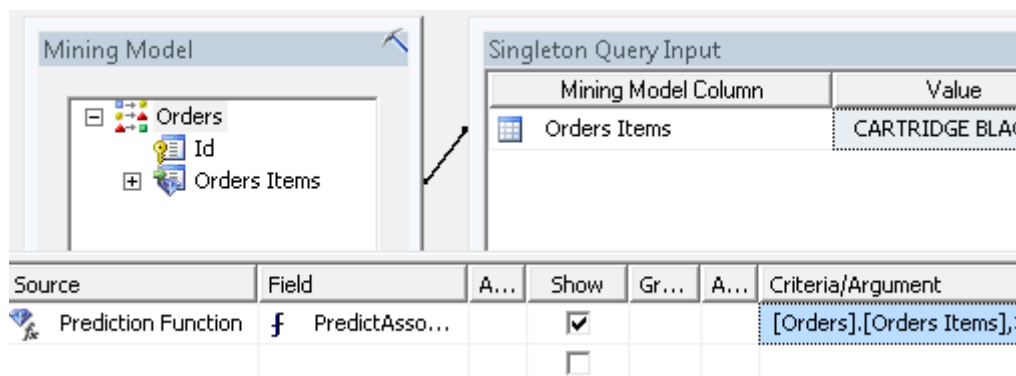 Mining Model
Orders
Id
Orders Items
Singleton Query Input
Mining Model Column Value
Orders Items CARTRIDGE BLA
Source Field A... Show Gr... A... Criteria/Argument
Prediction Function PredictAsso... [Orders].[Orders Items],